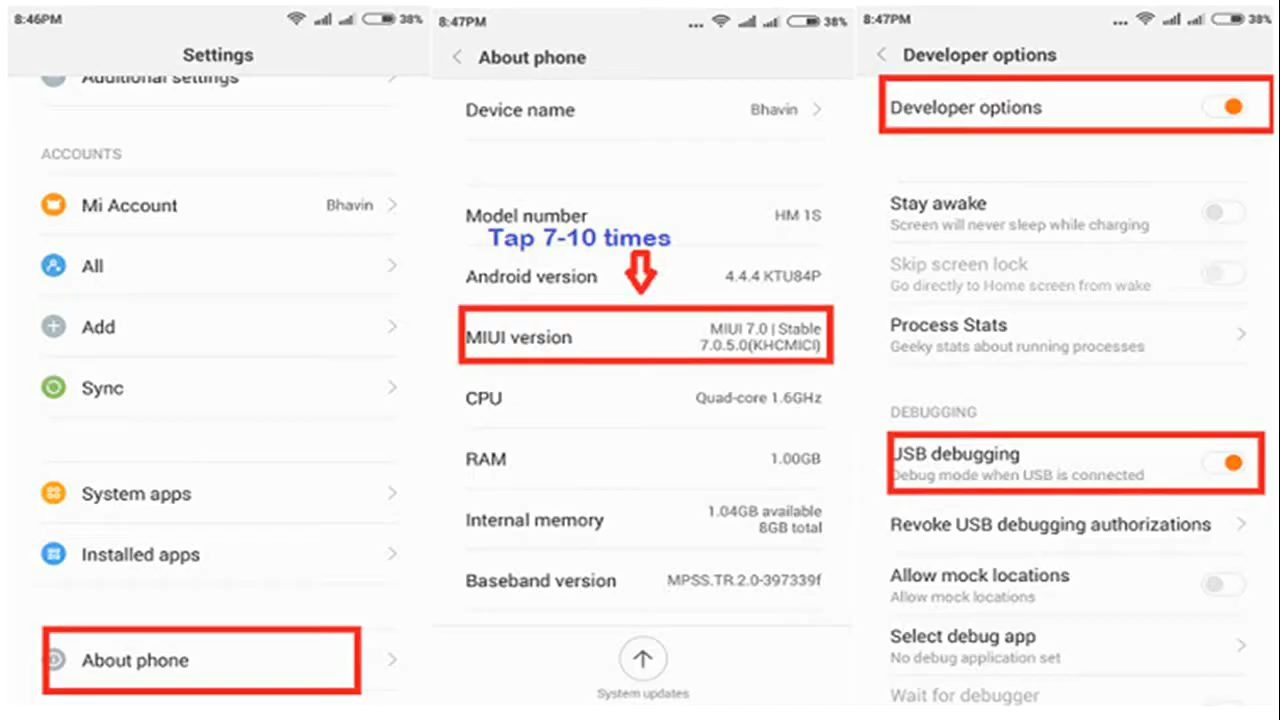 8:46PM
38%
Settings
Additional settings
ACCOUNTS
Mi Account
Bhavin
All
Add
Sync
System apps
Installed apps
About phone
8:47PM
... 38%
About phone
Device name
Bhavin
Model number
HM 1S
Tap 7-10 times
Android version
4.4.4 KTU84P
MIUI version
MIUI 7.0 | Stable
7.0.5.0(KHCMICI)
CPU
Quad-core 1.6GHz
RAM
1.00GB
Internal memory
1.04GB available
8GB total
Baseband version
MPSS.TR.2.0-397339f
System updates
8:47PM
... 38%
Developer options
Developer options
Stay awake
Screen will never sleep while charging
Skip screen lock
Go directly to Home screen from wake
Process Stats
Geeky stats about running processes
DEBUGGING
USB debugging
Debug mode when USB is connected
Revoke USB debugging authorizations
Allow mock locations
Allow mock locations
Select debug app
No debug application set
Wait for debugger